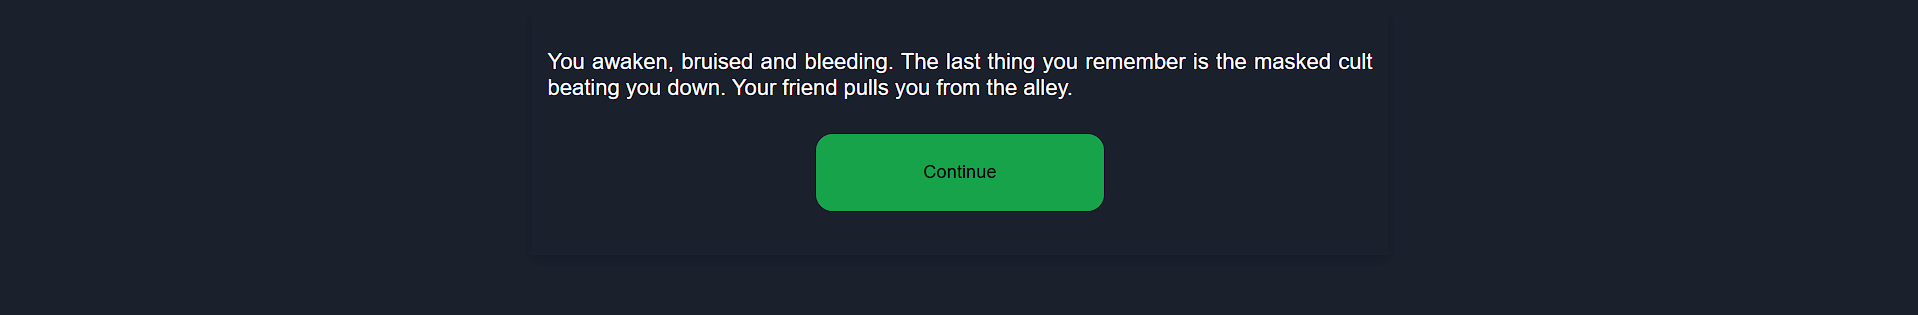 You awaken, bruised and bleeding. The last thing you remember is the masked cult
beating you down. Your friend pulls you from the alley.
Continue